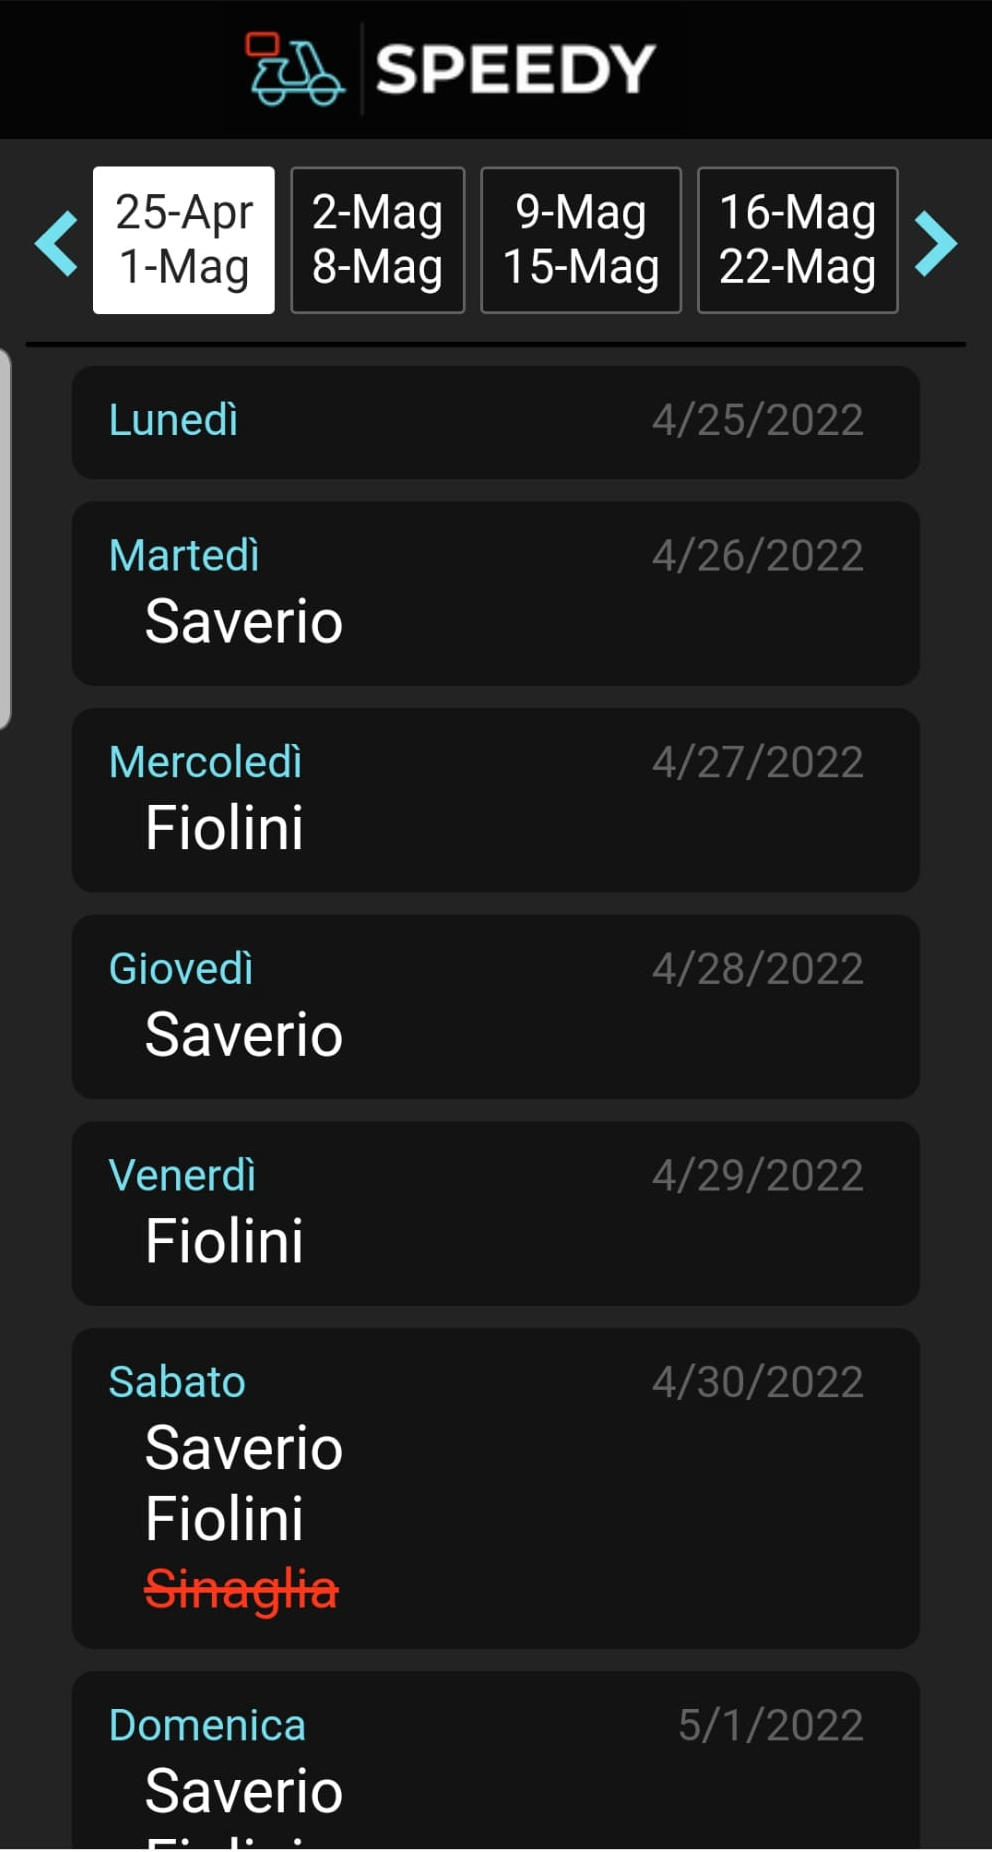 SPEEDY
25-Apr
1-Mag
2-Mag
8-Mag
9-Mag
15-Mag
16-Mag
22-Mag
Lunedì 4/25/2022
Martedì 4/26/2022
Saverio
Mercoledì 4/27/2022
Fiolini
Giovedì 4/28/2022
Saverio
Venerdì 4/29/2022
Fiolini
Sabato 4/30/2022
Saverio
Fiolini
Sinaglia
Domenica 5/1/2022
Saverio